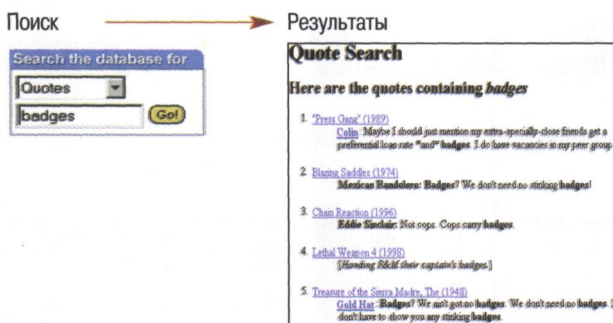 Поиск
Результаты
Search the database for
Quotes
badges
Go!
Quote Search
Here are the quotes containing badges
1. "Press Gang" (1989)
Colin: Maybe I should just mention my extra-specially-close friends get a
preferential loan rate *and* badges. I do have vacancies in my peer group
2. Blazing Saddles (1974)
Mexican Bandolero: Badges? We don't need no stinking badges!
3. Chain Reaction (1996)
Eddie Sinclair: Not cops. Cops carry badges.
4. Lethal Weapon 4 (1998)
[Handing R&M their captain's badges.]
5. Treasure of the Sierra Madre, The (1948)
Gold Hat: Badges? We ain't got no badges. We don't need no badges. I
don't have to show you any stinking badges.